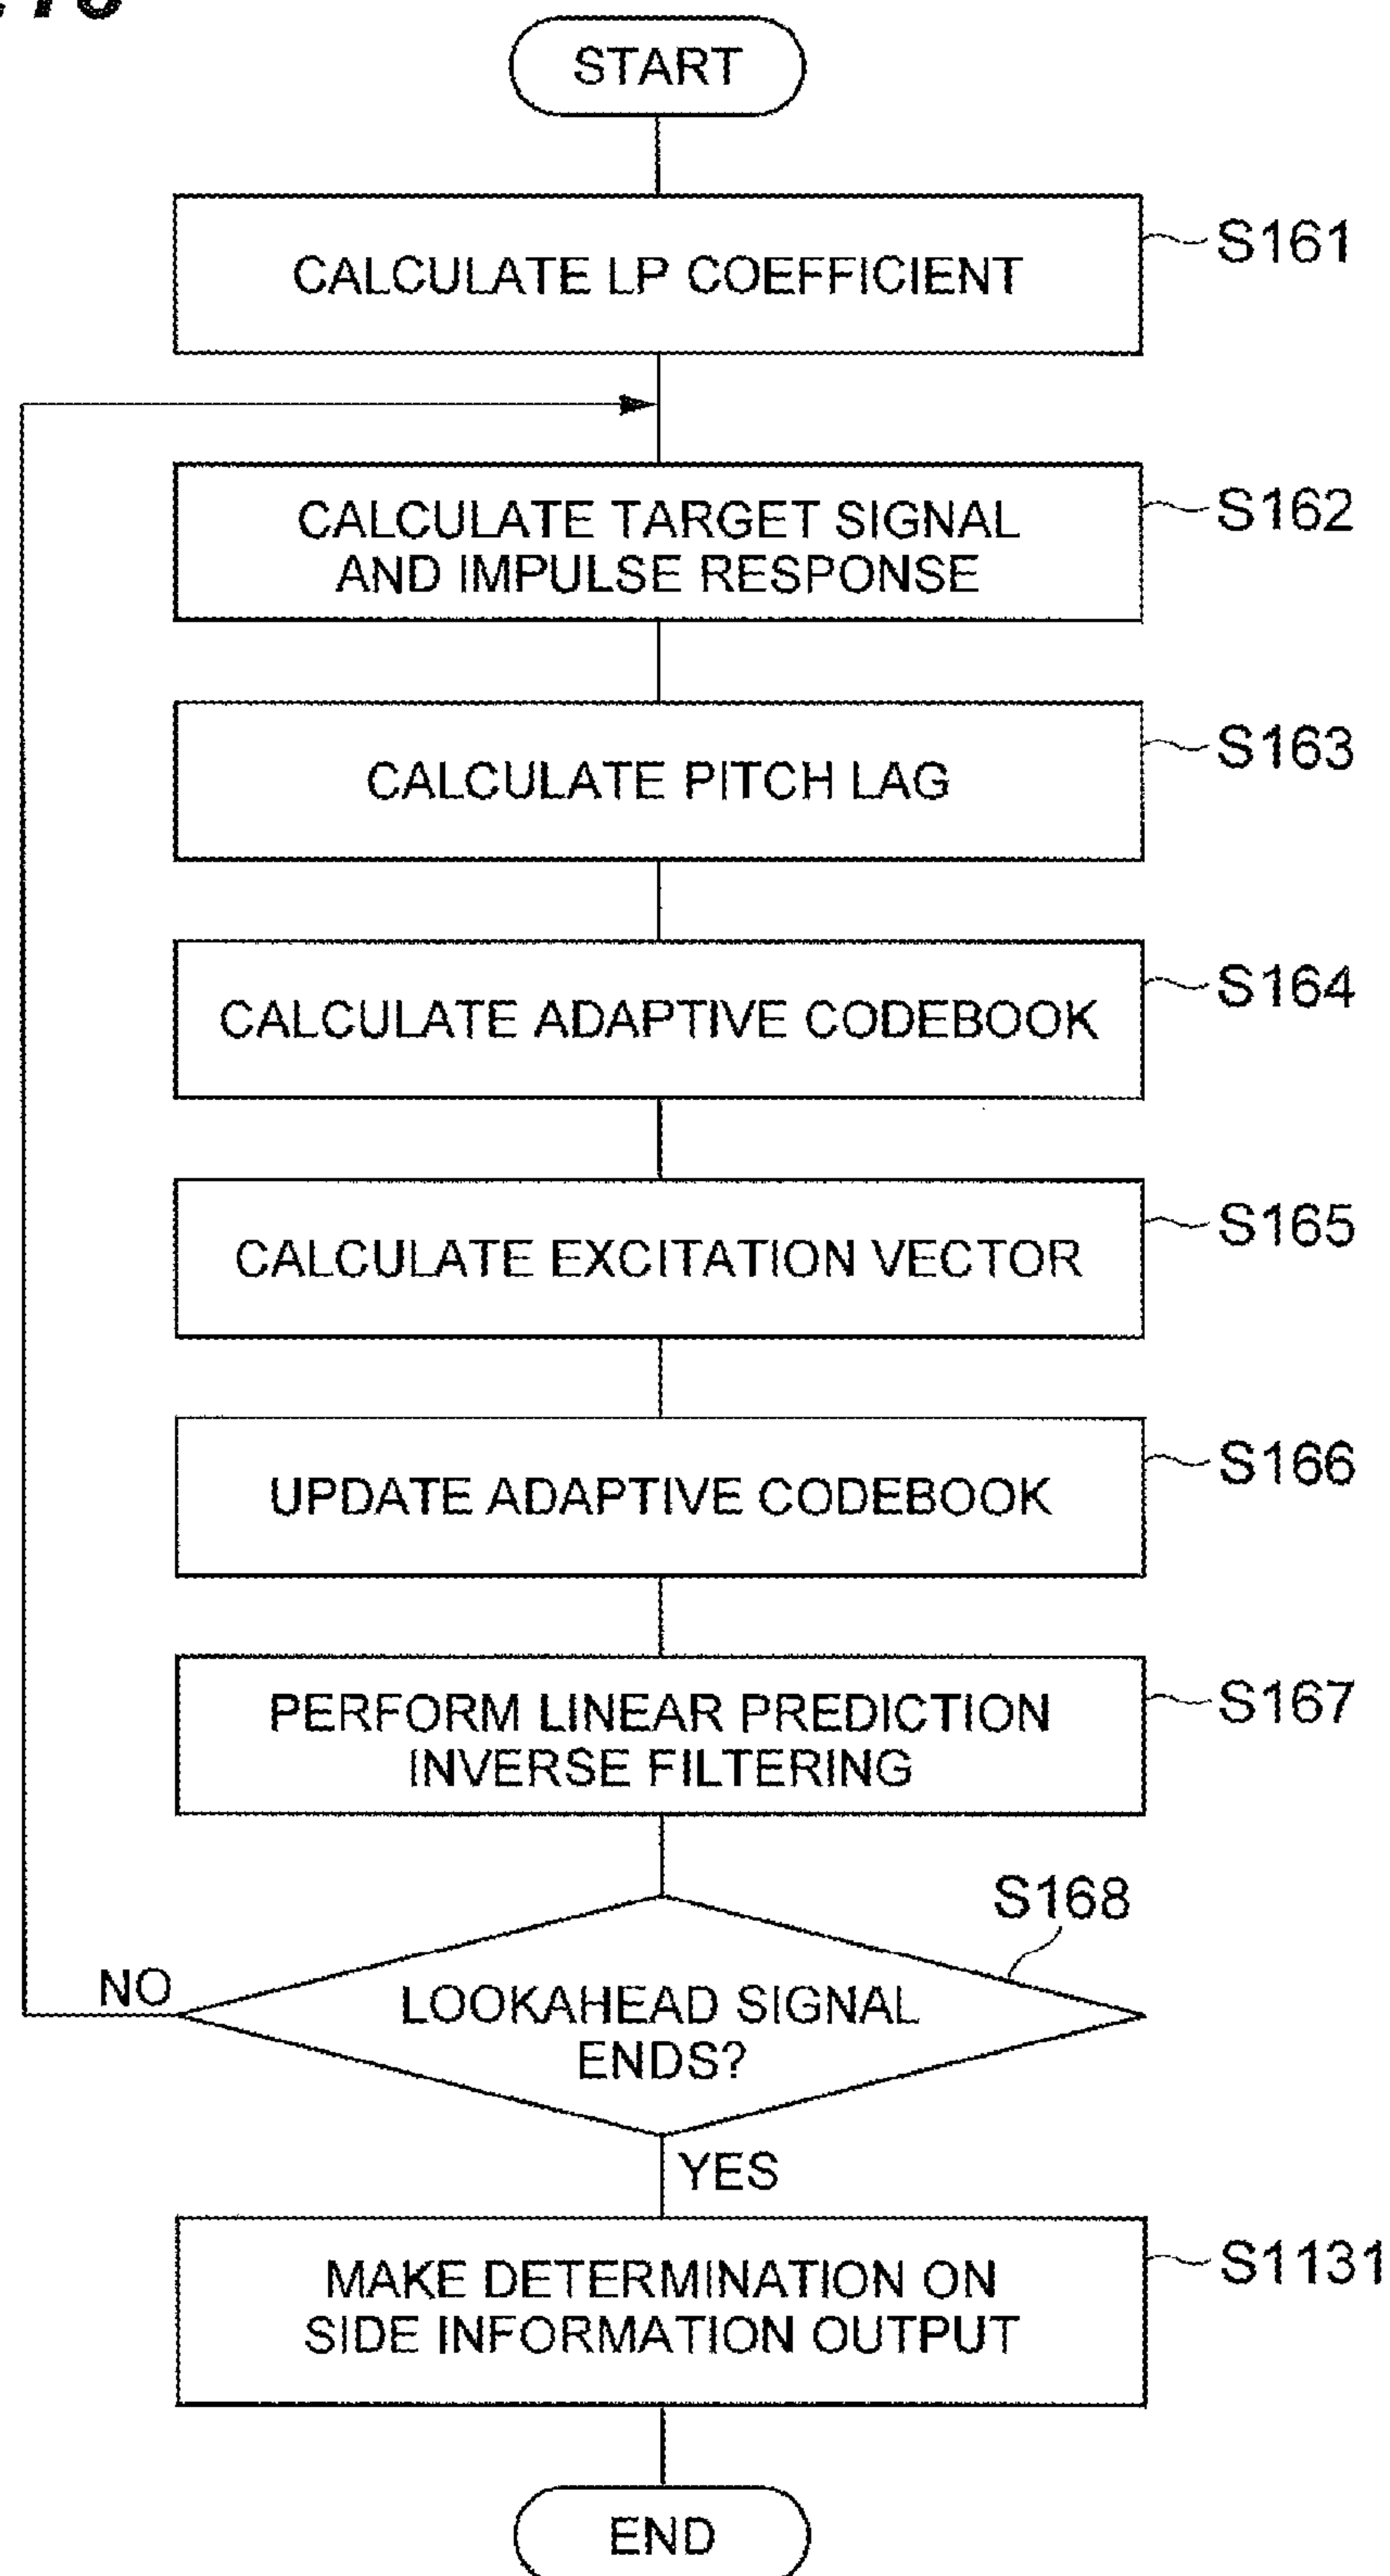 START
CALCULATE LP COEFFICIENT
S161
CALCULATE TARGET SIGNAL
AND IMPULSE RESPONSE
S162
CALCULATE PITCH LAG
S163
CALCULATE ADAPTIVE CODEBOOK
S164
CALCULATE EXCITATION VECTOR
S165
UPDATE ADAPTIVE CODEBOOK
S166
PERFORM LINEAR PREDICTION
INVERSE FILTERING
S167
S168
NO
LOOKAHEAD SIGNAL
ENDS?
YES
MAKE DETERMINATION ON
SIDE INFORMATION OUTPUT
S1131
END